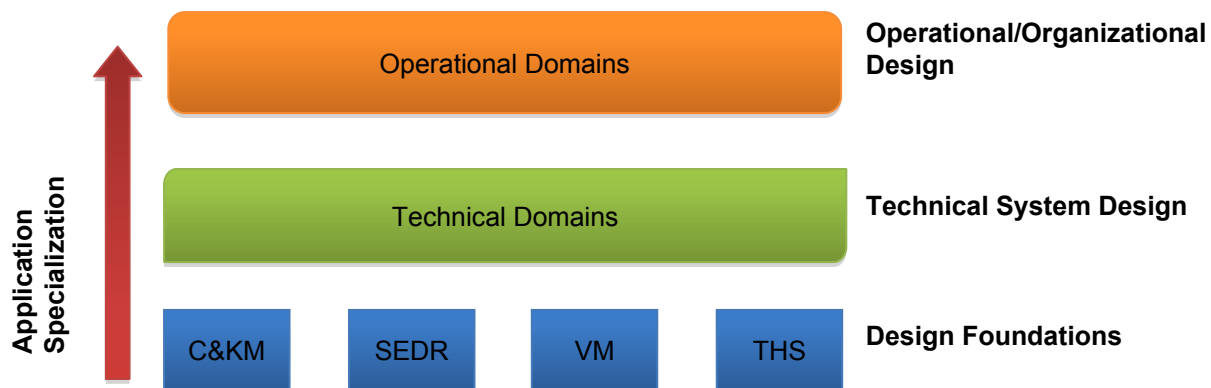 Operational Domains
Operational/Organizational
Design
Technical Domains
Technical System Design
Application
Specialization
C&KM
SEDR
VM
THS
Design Foundations